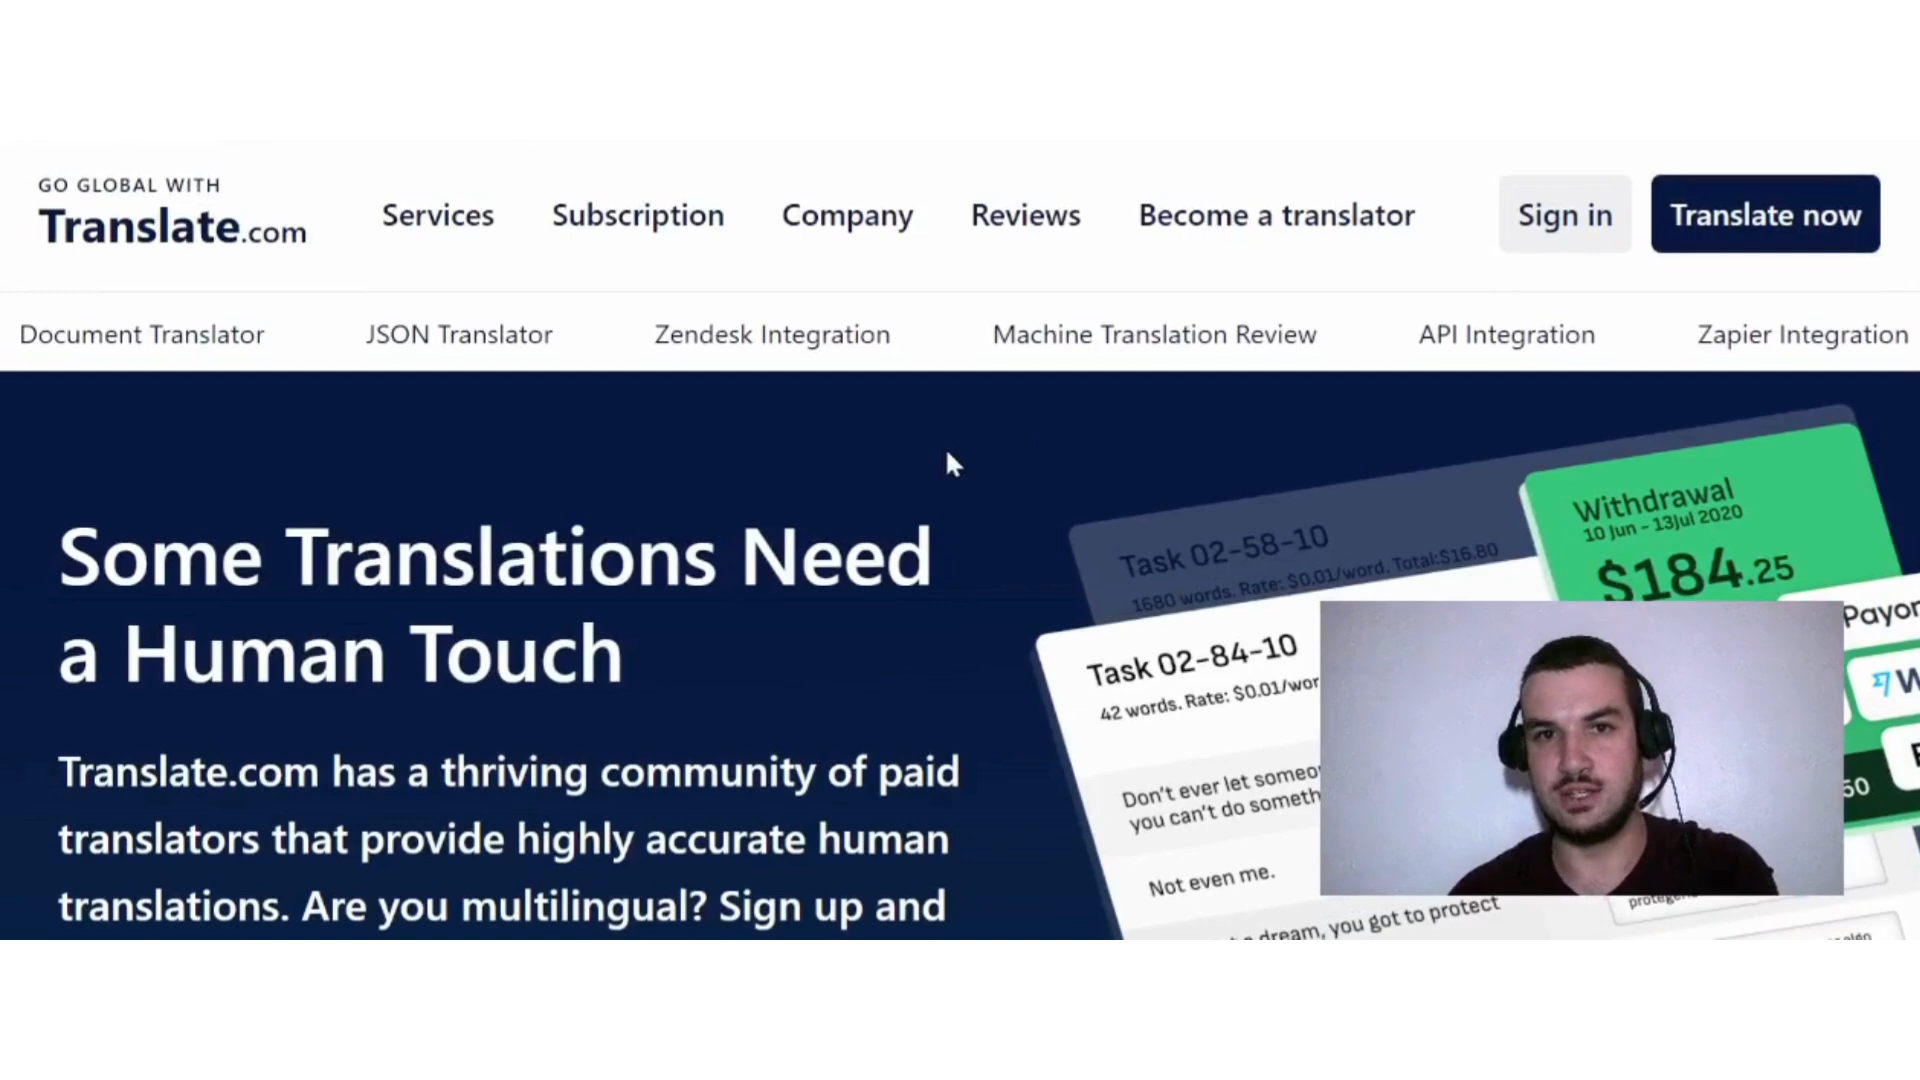 GO GLOBAL WITH
Translate.com
Services
Subscription
Company
Reviews
Become a translator
Sign in
Translate now
Document Translator
JSON Translator
Zendesk Integration
Machine Translation Review
API Integration
Zapier Integration
Some Translations Need
a Human Touch
Translate.com has a thriving community of paid
translators that provide highly accurate human
translations. Are you multilingual? Sign up and
Task 02-58-10
1680 words. Rate: $0.01/word. Total:$16.80
Withdrawal
10 Jun - 13Jul 2020
$184.25
Task 02-84-10
42 words. Rate: $0.01/wor
Don't ever let someo
you can't do someth
Not even me.
dream, you got to protect
Payon
W
50